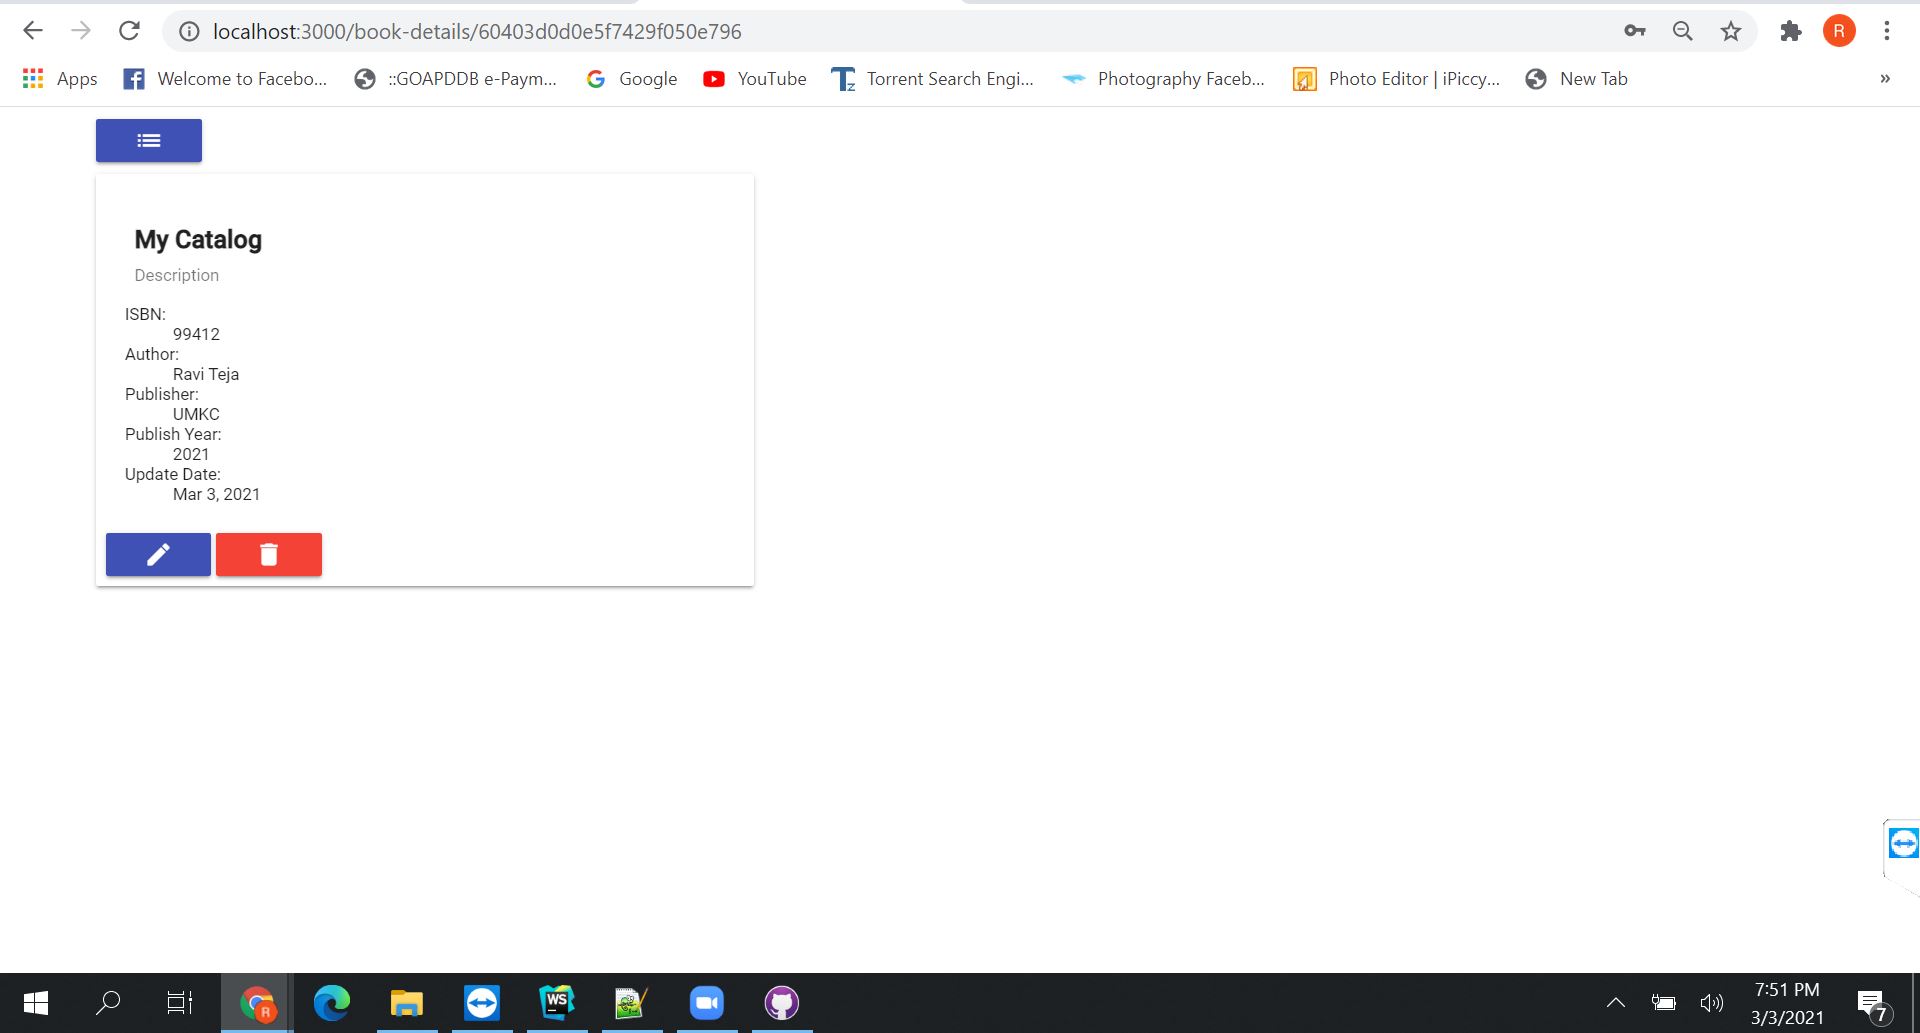 localhost:3000/book-details/60403d0d0e5f7429f050e796
R
Apps
Welcome to Facebo...
::GOAPDDB e-Paym...
Google
YouTube
Torrent Search Engi...
Photography Faceb...
Photo Editor | iPiccy...
New Tab
»
My Catalog
Description
ISBN:
99412
Author:
Ravi Teja
Publisher:
UMKC
Publish Year:
2021
Update Date:
Mar 3, 2021
R
WS
7:51 PM
3/3/2021
7